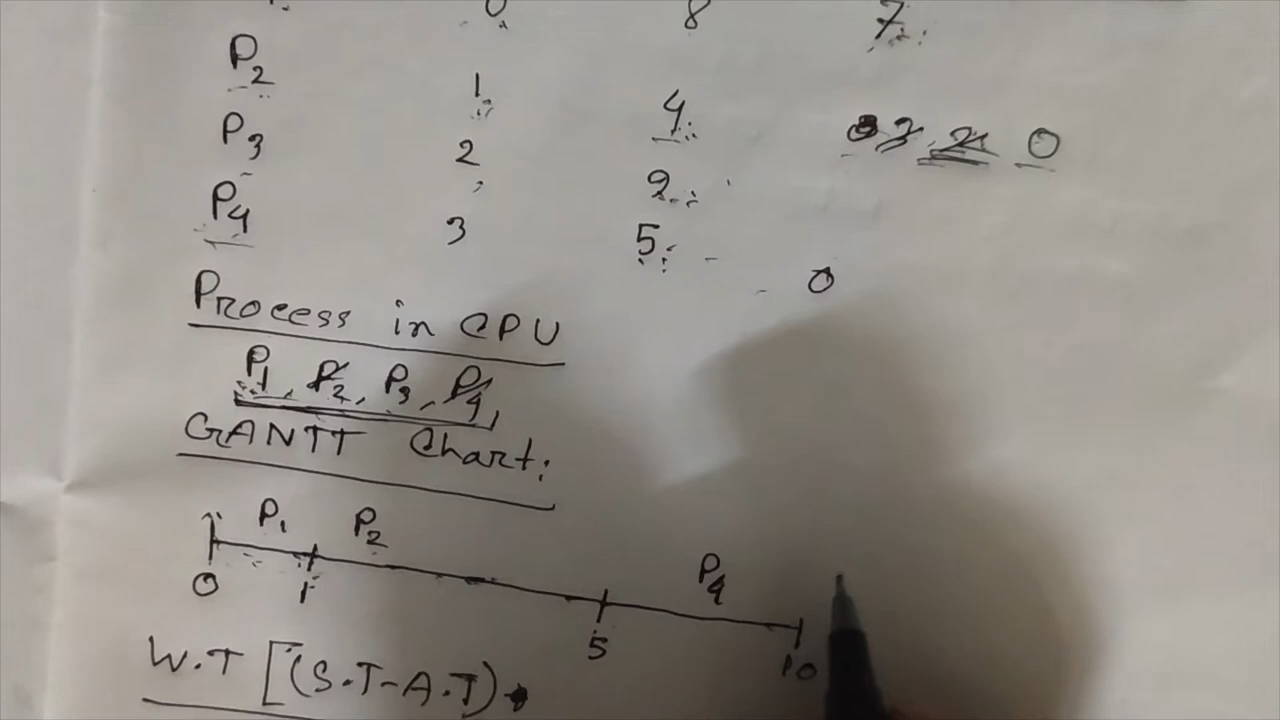 0 8 7
P2 1 4 2 0
P3 2 9
P4 3 5 0
Process in CPU
P1, P2, P3, P4,
GANTT Chart:
P1 P2 P4
0 1 5 10
W.T [(S.T-A.T)